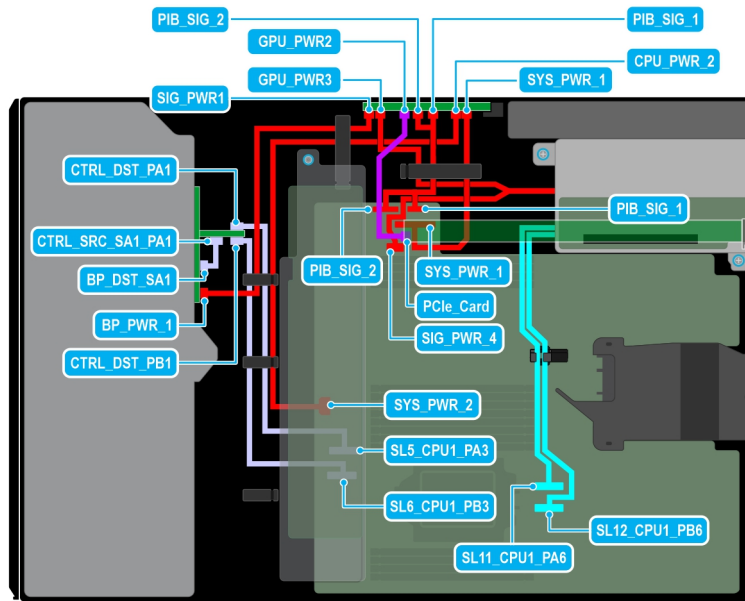 PIB_SIG_2
PIB_SIG_1
GPU_PWR2
CPU_PWR_2
GPU_PWR3
SYS_PWR_1
SIG_PWR1
CTRL_DST_PA1
PIB_SIG_1
CTRL_SRC_SA1_PA1
PIB_SIG_2
SYS_PWR_1
BP_DST_SA1
PCIe_Card
BP_PWR_1
SIG_PWR_4
CTRL_DST_PB1
SYS_PWR_2
SL5_CPU1_PA3
SL6_CPU1_PB3
SL12_CPU1_PB6
SL11_CPU1_PA6